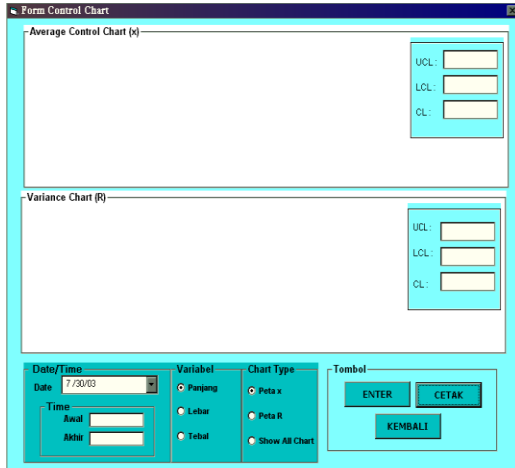 Form Control Chart
Average Control Chart (x)
UCL :
LCL :
CL :
Variance Chart (R)
UCL :
LCL :
CL :
Date/Time
Date 7 /30/03
Time
Awal
Akhir
Variabel
Panjang
Lebar
Tebal
Chart Type
Peta x
Peta R
Show All Chart
Tombol
ENTER CETAK
KEMBALI